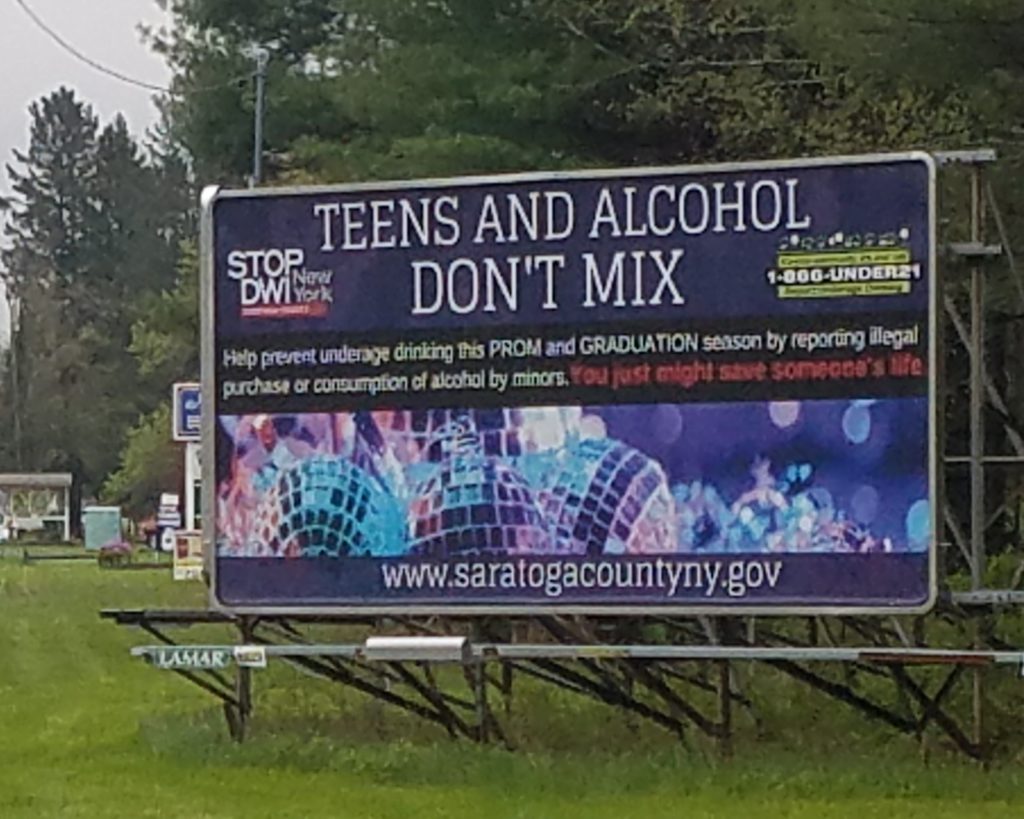 TEENS AND ALCOHOL
DON'T MIX
STOP
DWI New
York
1-866-UNDER21
Help prevent underage drinking this PROM and GRADUATION season by reporting illegal
purchase or consumption of alcohol by minors. You just might save someone's life
www.saratogacountyny.gov
LAMAR